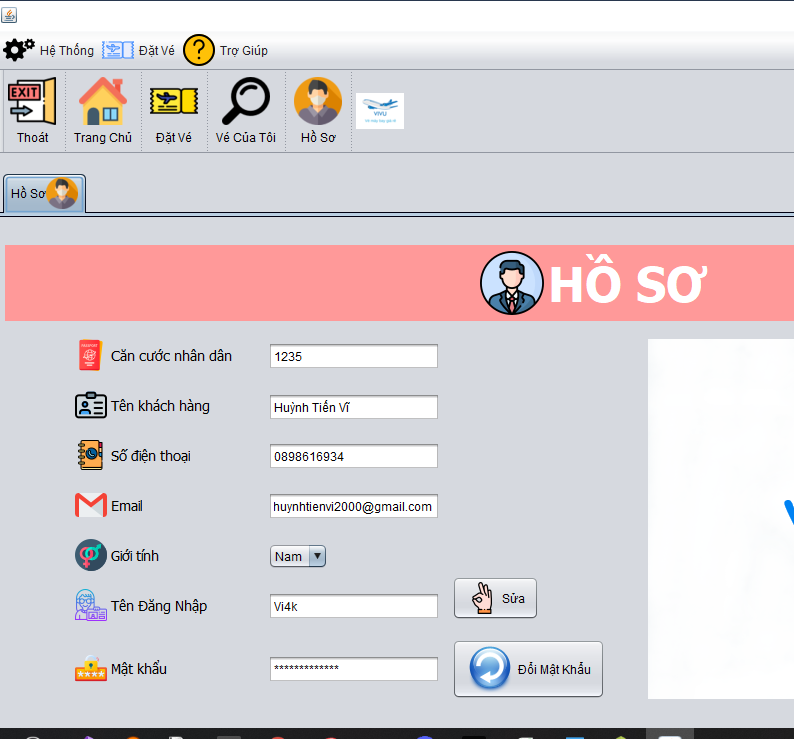 Hệ Thống Đặt Vé Trợ Giúp
EXIT
Thoát Trang Chủ Đặt Vé Vé Của Tôi Hồ Sơ
VIVU
Hồ Sơ
HỒ SƠ
PASSPORT
Căn cước nhân dân 1235
Tên khách hàng Huỳnh Tiến Vĩ
Số điện thoại 0898616934
Email huynhtienvi2000@gmail.com
Giới tính Nam
Tên Đăng Nhập Vi4k Sửa
Mật khẩu ************* Đổi Mật Khẩu